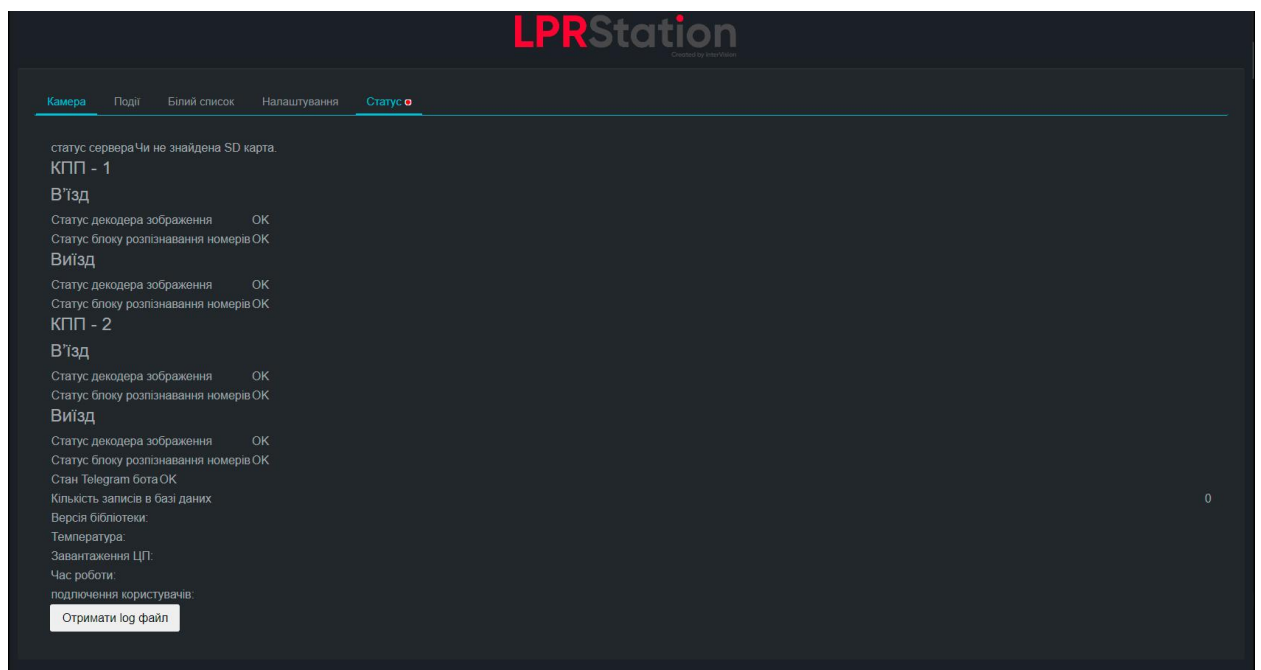 LPRStation
Created by InterVision
Камера Події Білий список Налаштування Статус
статус сервера Чи не знайдена SD карта.
КПП - 1
В'їзд
Статус декодера зображення OK
Статус блоку розпізнавання номерів OK
Виїзд
Статус декодера зображення OK
Статус блоку розпізнавання номерів OK
КПП - 2
В'їзд
Статус декодера зображення OK
Статус блоку розпізнавання номерів OK
Виїзд
Статус декодера зображення OK
Статус блоку розпізнавання номерів OK
Стан Telegram бота OK
Кількість записів в базі даних 0
Версія бібліотеки:
Температура:
Завантаження ЦП:
Час роботи:
подлючення користувачів:
Отримати log файл